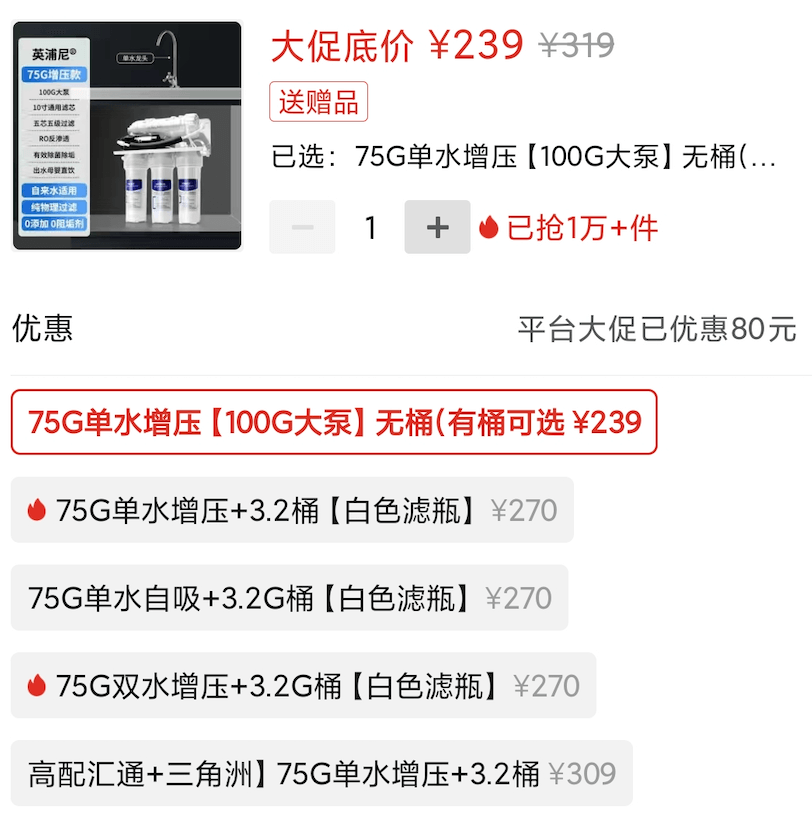 英浦尼®
75G增压款
100G大泵
10寸通用滤芯
五芯五级过滤
RO反渗透
有效除菌除垢
出水母婴直饮
自来水适用
纯物理过滤
0添加 0阻垢剂
单水龙头
大促底价 ¥239 ¥319
送赠品
已选：75G单水增压【100G大泵】无桶(...
1
已抢1万+件
优惠
平台大促已优惠80元
75G单水增压【100G大泵】无桶(有桶可选 ¥239
75G单水增压+3.2桶【白色滤瓶】 ¥270
75G单水自吸+3.2G桶【白色滤瓶】 ¥270
75G双水增压+3.2G桶【白色滤瓶】 ¥270
高配汇通+三角洲】75G单水增压+3.2桶 ¥309